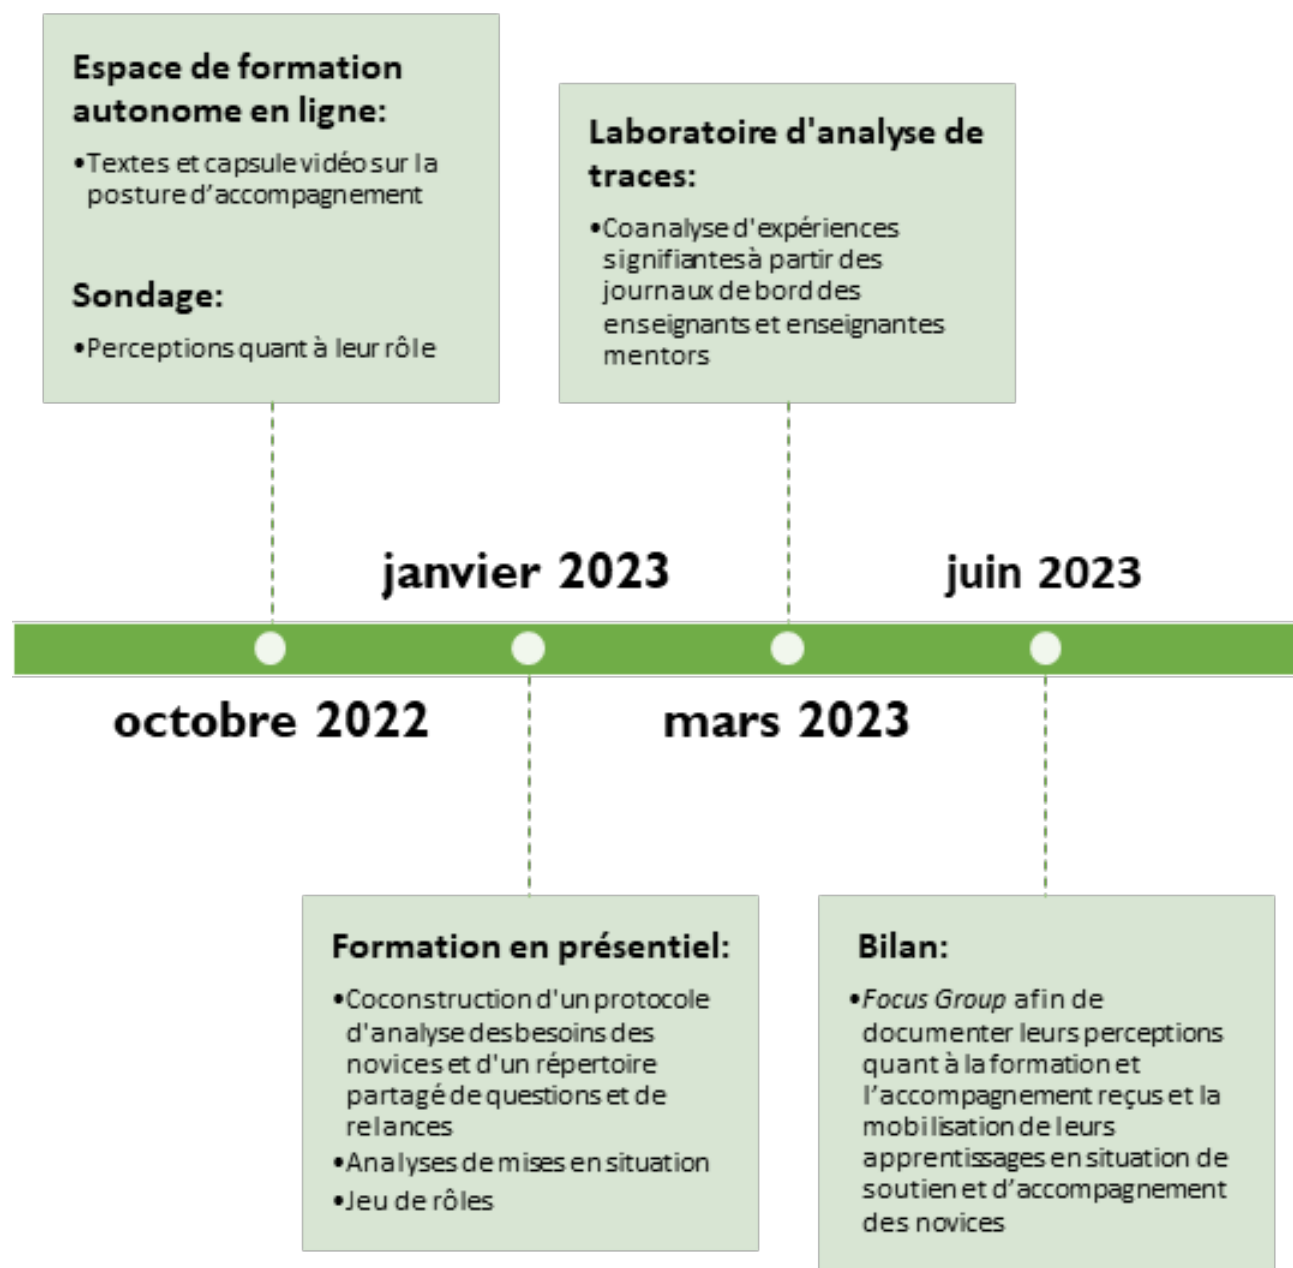 Espace de formation
autonome en ligne:
•Textes et capsule vidéo sur la
posture d’accompagnement
Sondage:
•Perceptions quant à leur rôle
Laboratoire d'analyse de
traces:
•Coanalyse d'expériences
signifiantes à partir des
journaux de bord des
enseignants et enseignantes
mentors
janvier 2023
juin 2023
octobre 2022
mars 2023
Formation en présentiel:
•Coconstruction d'un protocole
d'analyse des besoins des
novices et d'un répertoire
partagé de questions et de
relances
•Analyses de mises en situation
•Jeu de rôles
Bilan:
•Focus Group afin de
documenter leurs perceptions
quant à la formation et
l’accompagnement reçus et la
mobilisation de leurs
apprentissages en situation de
soutien et d’accompagnement
des novices